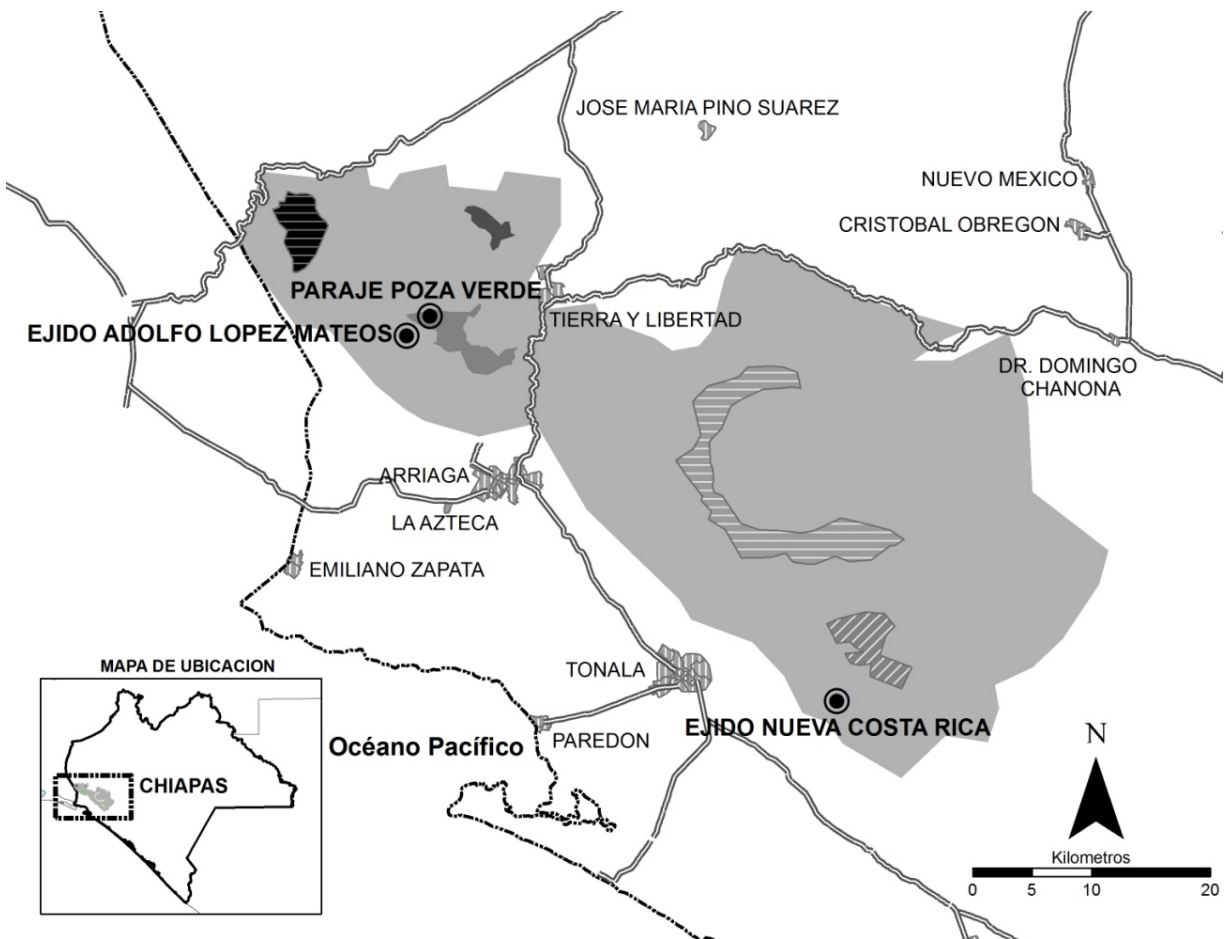 JOSE MARIA PINO SUAREZ
NUEVO MEXICO
CRISTOBAL OBREGON
PARAJE POZA VERDE
TIERRA Y LIBERTAD
EJIDO ADOLFO LOPEZ MATEOS
DR. DOMINGO
CHANONA
ARRIAGA
LA AZTECA
EMILIANO ZAPATA
MAPA DE UBICACION
TONALA
EJIDO NUEVA COSTA RICA
PAREDON
Océano Pacífico
CHIAPAS
N
Kilometros
0 5 10 20